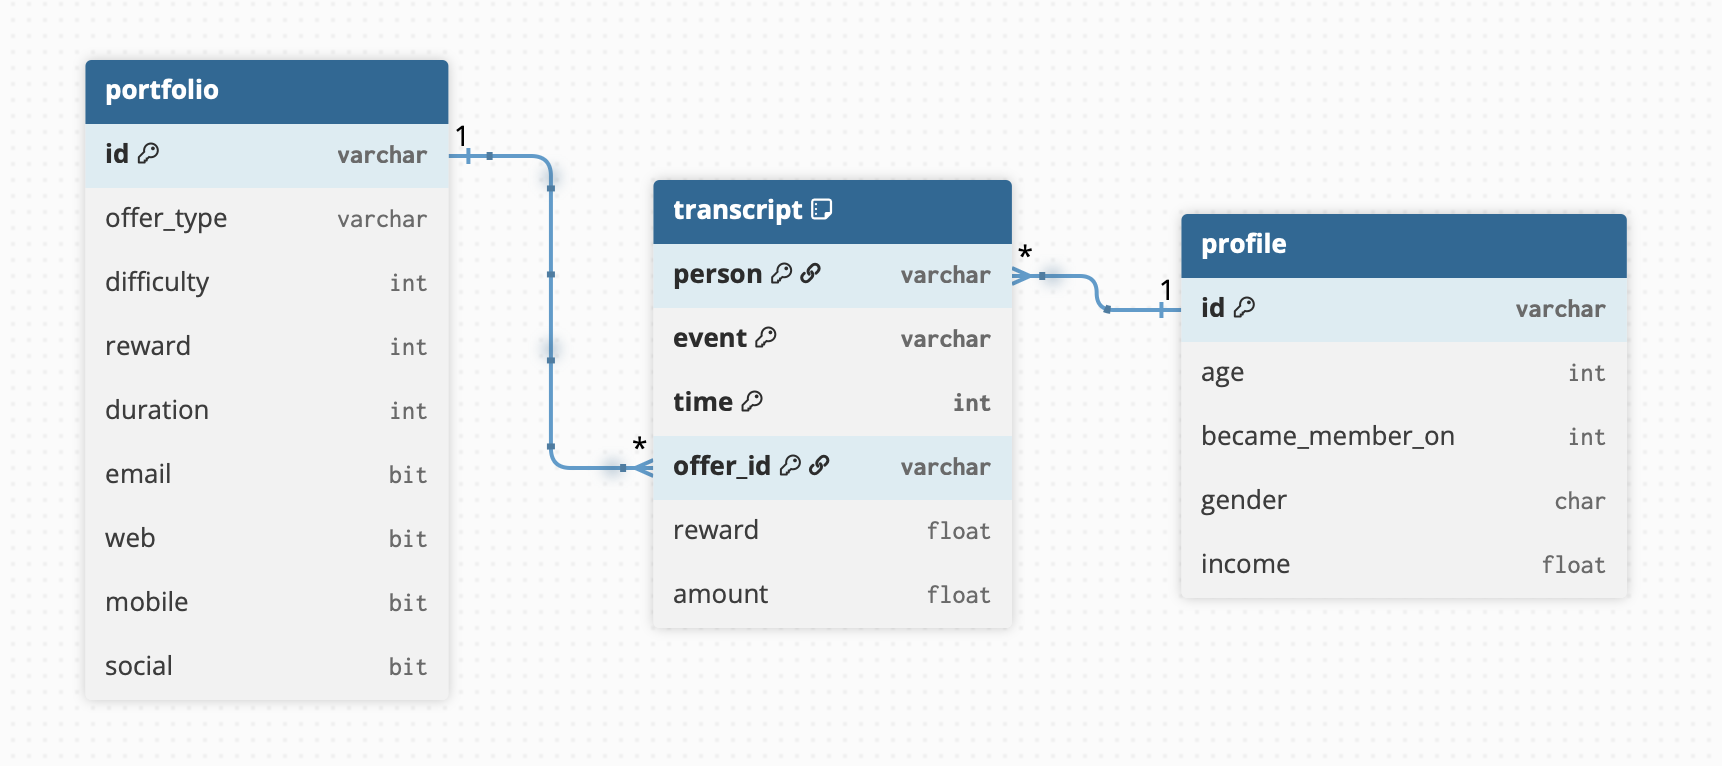 portfolio
id varchar
offer_type varchar
difficulty int
reward int
duration int
email bit
web bit
mobile bit
social bit
1
*
transcript
person varchar
event varchar
time int
offer_id varchar
reward float
amount float
*
1
profile
id varchar
age int
became_member_on int
gender char
income float